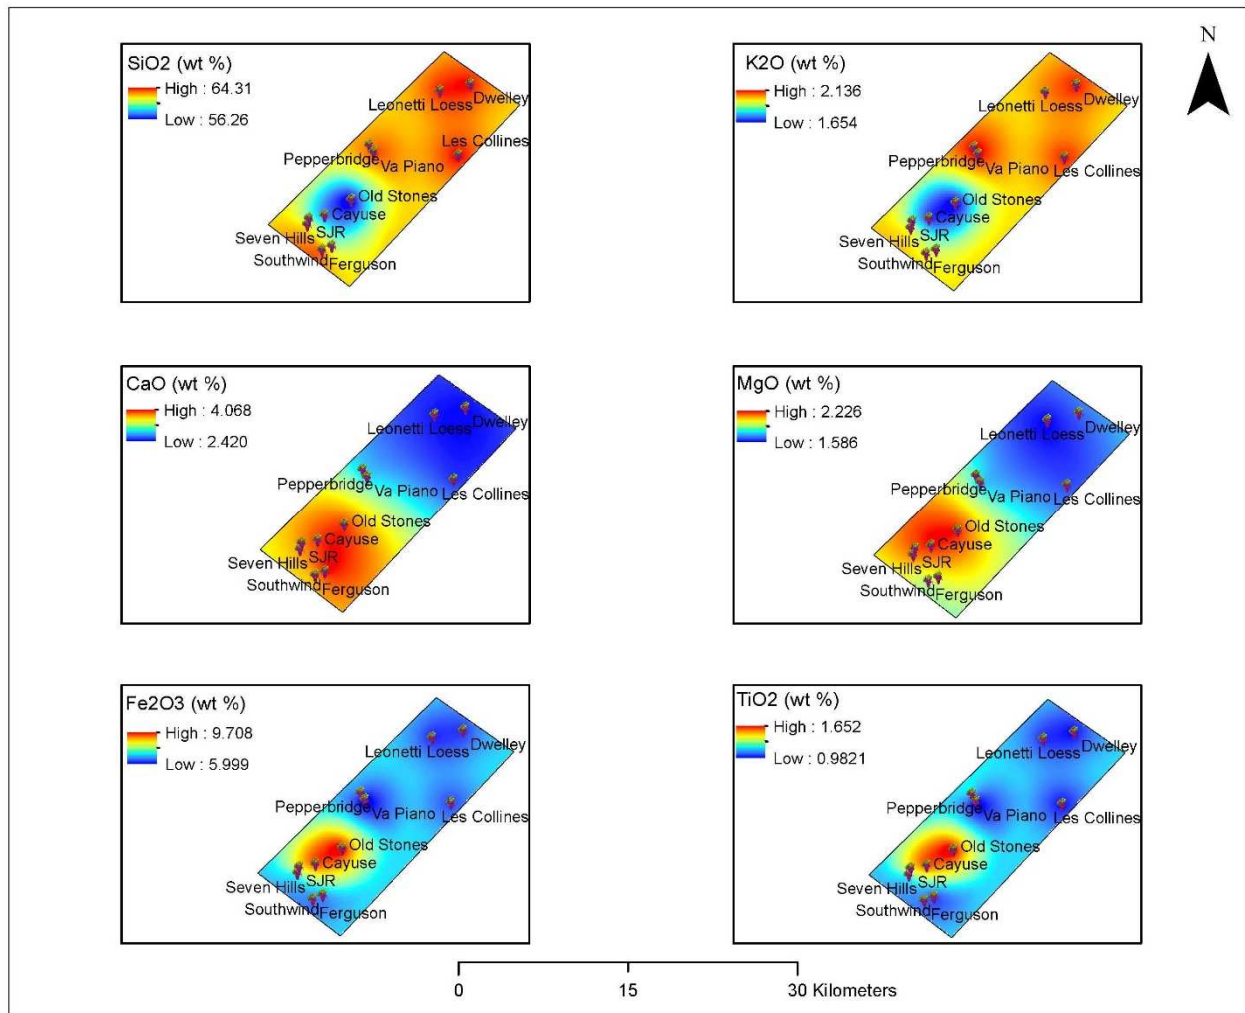 N
SiO2 (wt %)
High : 64.31
Low : 56.26
Leonetti Loess
Dwelley
Les Collines
Pepperbridge
Va Piano
Old Stones
Cayuse
SJR
Seven Hills
Southwind
Ferguson
K2O (wt %)
High : 2.136
Low : 1.654
Leonetti Loess
Dwelley
Pepperbridge
Va Piano
Les Collines
Old Stones
Cayuse
SJR
Seven Hills
Southwind
Ferguson
CaO (wt %)
High : 4.068
Low : 2.420
Leonetti Loess
Dwelley
Pepperbridge
Va Piano
Les Collines
Old Stones
Cayuse
SJR
Seven Hills
Southwind
Ferguson
MgO (wt %)
High : 2.226
Low : 1.586
Leonetti Loess
Dwelley
Pepperbridge
Va Piano
Les Collines
Old Stones
Cayuse
SJR
Seven Hills
Southwind
Ferguson
Fe2O3 (wt %)
High : 9.708
Low : 5.999
Leonetti Loess
Dwelley
Pepperbridge
Va Piano
Les Collines
Old Stones
Cayuse
SJR
Seven Hills
Southwind
Ferguson
TiO2 (wt %)
High : 1.652
Low : 0.9821
Leonetti Loess
Dwelley
Pepperbridge
Va Piano
Les Collines
Old Stones
Cayuse
SJR
Seven Hills
Southwind
Ferguson
0 15 30 Kilometers